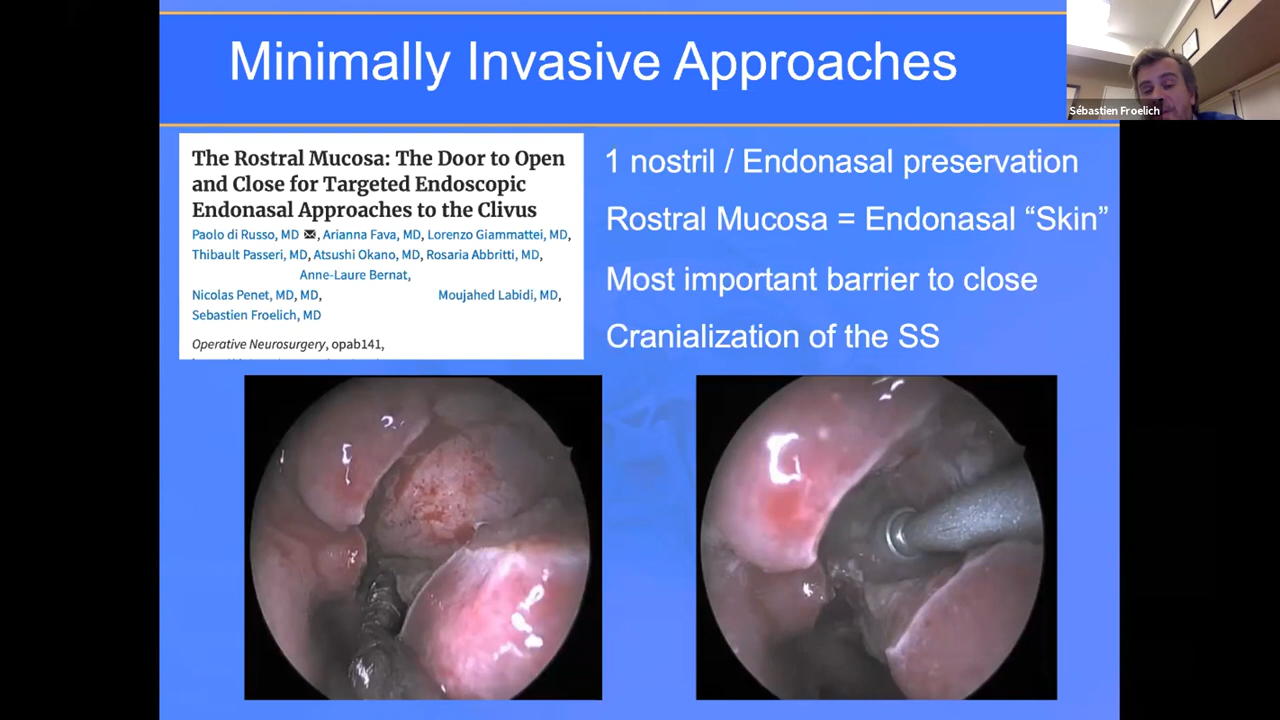 Minimally Invasive Approaches
Sébastien Froelich
The Rostral Mucosa: The Door to Open
and Close for Targeted Endoscopic
Endonasal Approaches to the Clivus
Paolo di Russo, MD ✉, Arianna Fava, MD, Lorenzo Giammattei, MD,
Thibault Passeri, MD, Atsushi Okano, MD, Rosaria Abbritti, MD,
Anne-Laure Bernat,
Nicolas Penet, MD, MD, Moujahed Labidi, MD,
Sebastien Froelich, MD
Operative Neurosurgery, opab141,
1 nostril / Endonasal preservation
Rostral Mucosa = Endonasal “Skin”
Most important barrier to close
Cranialization of the SS